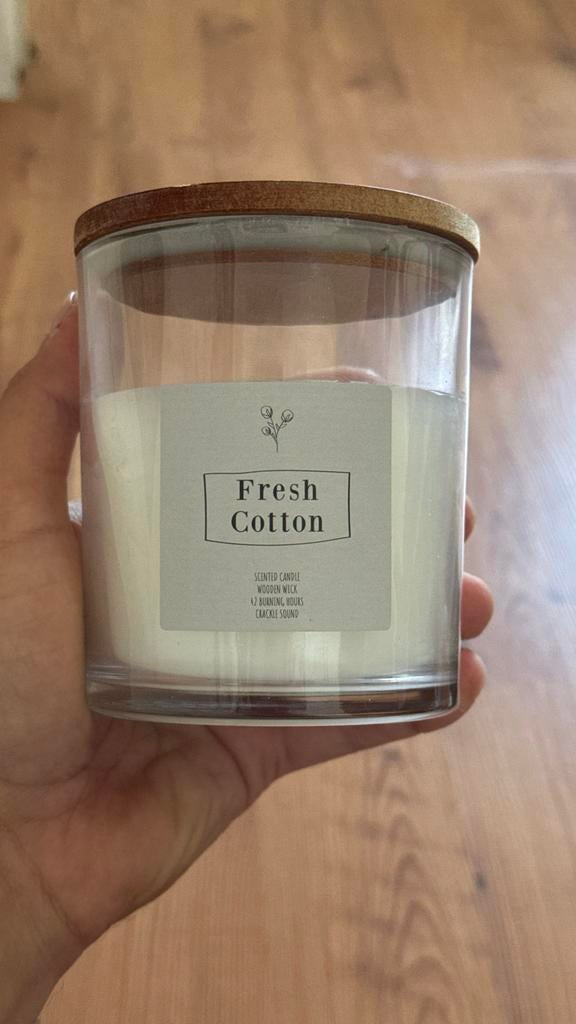 Fresh
Cotton
SCENTED CANDLE
WOODEN WICK
42 BURNING HOURS
CRACKLE SOUND